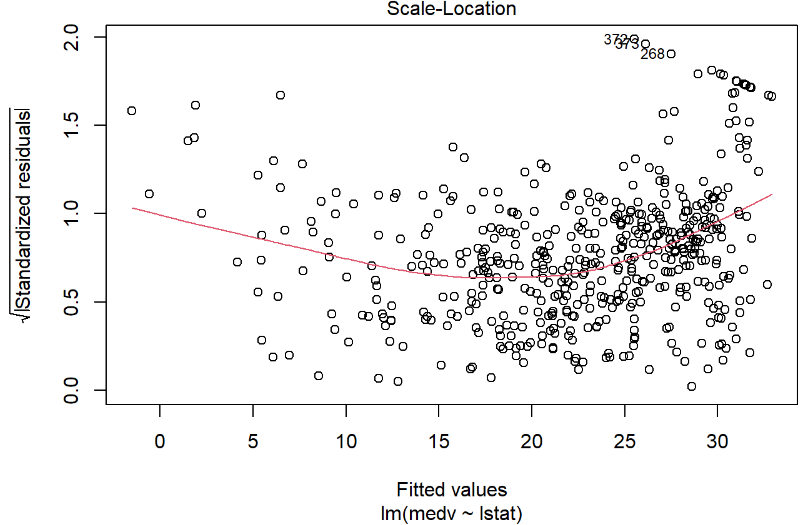 Scale-Location
√|Standardized residuals|
2.0
1.5
1.0
0.5
0.0
372
373
268
0 5 10 15 20 25 30
Fitted values
lm(medv ~ lstat)